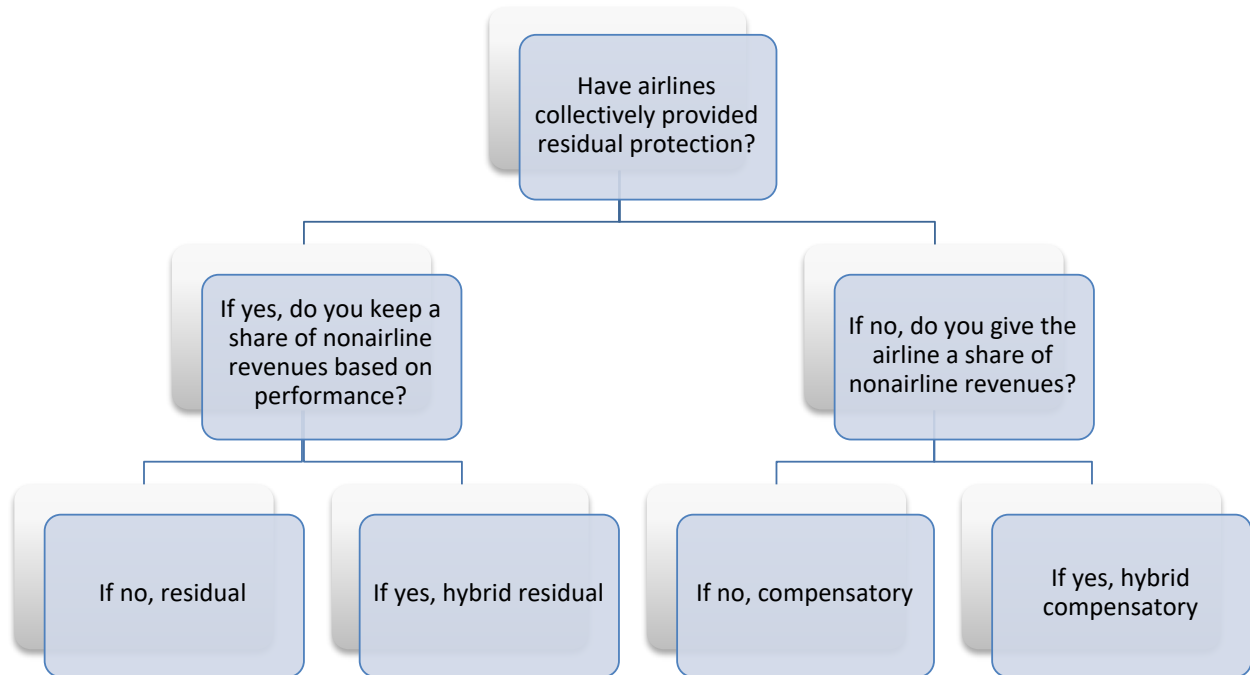 Have airlines
collectively provided
residual protection?
If yes, do you keep a
share of nonairline
revenues based on
performance?
If no, do you give the
airline a share of
nonairline revenues?
If no, residual
If yes, hybrid residual
If no, compensatory
If yes, hybrid
compensatory